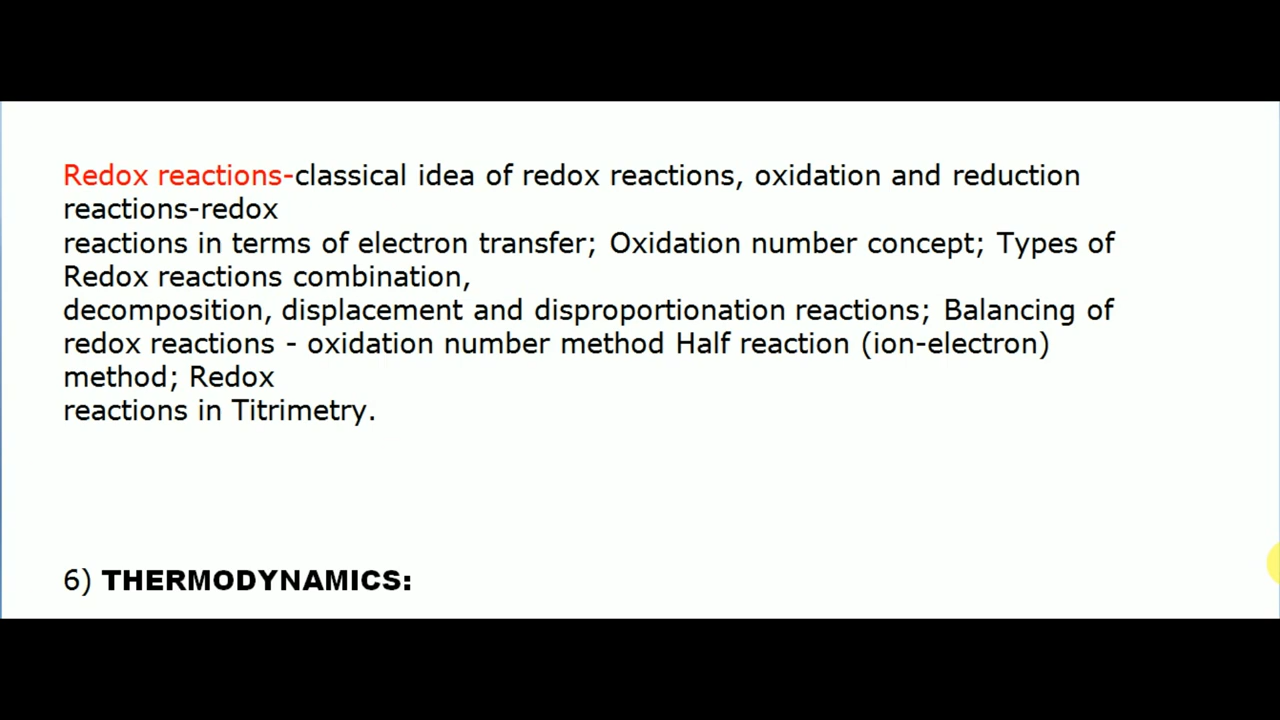 Redox reactions-classical idea of redox reactions, oxidation and reduction
reactions-redox
reactions in terms of electron transfer; Oxidation number concept; Types of
Redox reactions combination,
decomposition, displacement and disproportionation reactions; Balancing of
redox reactions - oxidation number method Half reaction (ion-electron)
method; Redox
reactions in Titrimetry.
6) THERMODYNAMICS: